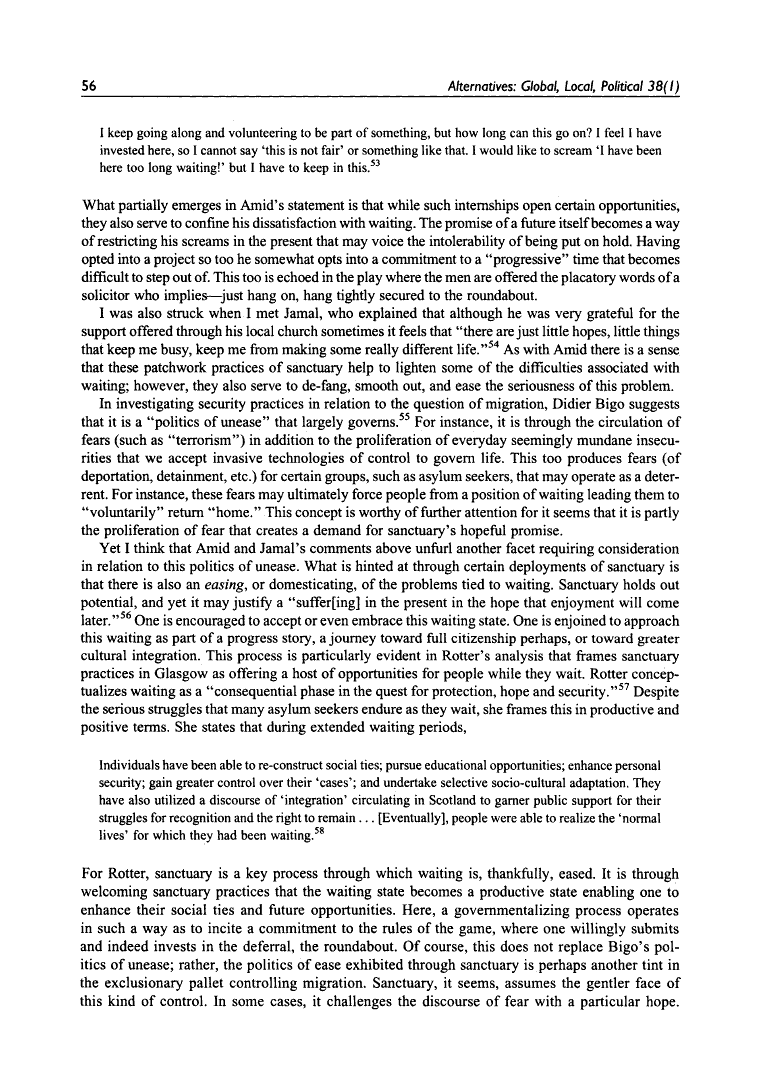 56
Alternatives: Global, Local, Political 38(1)
I keep going along and volunteering to be part of something, but how long can this go on? I feel I have
invested here, so I cannot say ‘this is not fair’ or something like that. I would like to scream ‘I have been
here too long waiting!’ but I have to keep in this.53
What partially emerges in Amid’s statement is that while such internships open certain opportunities,
they also serve to confine his dissatisfaction with waiting. The promise of a future itself becomes a way
of restricting his screams in the present that may voice the intolerability of being put on hold. Having
opted into a project so too he somewhat opts into a commitment to a “progressive” time that becomes
difficult to step out of. This too is echoed in the play where the men are offered the placatory words of a
solicitor who implies—just hang on, hang tightly secured to the roundabout.
I was also struck when I met Jamal, who explained that although he was very grateful for the
support offered through his local church sometimes it feels that “there are just little hopes, little things
that keep me busy, keep me from making some really different life.”54 As with Amid there is a sense
that these patchwork practices of sanctuary help to lighten some of the difficulties associated with
waiting; however, they also serve to de-fang, smooth out, and ease the seriousness of this problem.
In investigating security practices in relation to the question of migration, Didier Bigo suggests
that it is a “politics of unease” that largely governs.55 For instance, it is through the circulation of
fears (such as “terrorism”) in addition to the proliferation of everyday seemingly mundane insecu-
rities that we accept invasive technologies of control to govern life. This too produces fears (of
deportation, detainment, etc.) for certain groups, such as asylum seekers, that may operate as a deter-
rent. For instance, these fears may ultimately force people from a position of waiting leading them to
“voluntarily” return “home.” This concept is worthy of further attention for it seems that it is partly
the proliferation of fear that creates a demand for sanctuary’s hopeful promise.
Yet I think that Amid and Jamal’s comments above unfurl another facet requiring consideration
in relation to this politics of unease. What is hinted at through certain deployments of sanctuary is
that there is also an easing, or domesticating, of the problems tied to waiting. Sanctuary holds out
potential, and yet it may justify a “suffer[ing] in the present in the hope that enjoyment will come
later.”56 One is encouraged to accept or even embrace this waiting state. One is enjoined to approach
this waiting as part of a progress story, a journey toward full citizenship perhaps, or toward greater
cultural integration. This process is particularly evident in Rotter’s analysis that frames sanctuary
practices in Glasgow as offering a host of opportunities for people while they wait. Rotter concep-
tualizes waiting as a “consequential phase in the quest for protection, hope and security.”57 Despite
the serious struggles that many asylum seekers endure as they wait, she frames this in productive and
positive terms. She states that during extended waiting periods,
Individuals have been able to re-construct social ties; pursue educational opportunities; enhance personal
security; gain greater control over their ‘cases’; and undertake selective socio-cultural adaptation. They
have also utilized a discourse of ‘integration’ circulating in Scotland to garner public support for their
struggles for recognition and the right to remain . . . [Eventually], people were able to realize the ‘normal
lives’ for which they had been waiting.58
For Rotter, sanctuary is a key process through which waiting is, thankfully, eased. It is through
welcoming sanctuary practices that the waiting state becomes a productive state enabling one to
enhance their social ties and future opportunities. Here, a governmentalizing process operates
in such a way as to incite a commitment to the rules of the game, where one willingly submits
and indeed invests in the deferral, the roundabout. Of course, this does not replace Bigo’s pol-
itics of unease; rather, the politics of ease exhibited through sanctuary is perhaps another tint in
the exclusionary pallet controlling migration. Sanctuary, it seems, assumes the gentler face of
this kind of control. In some cases, it challenges the discourse of fear with a particular hope.